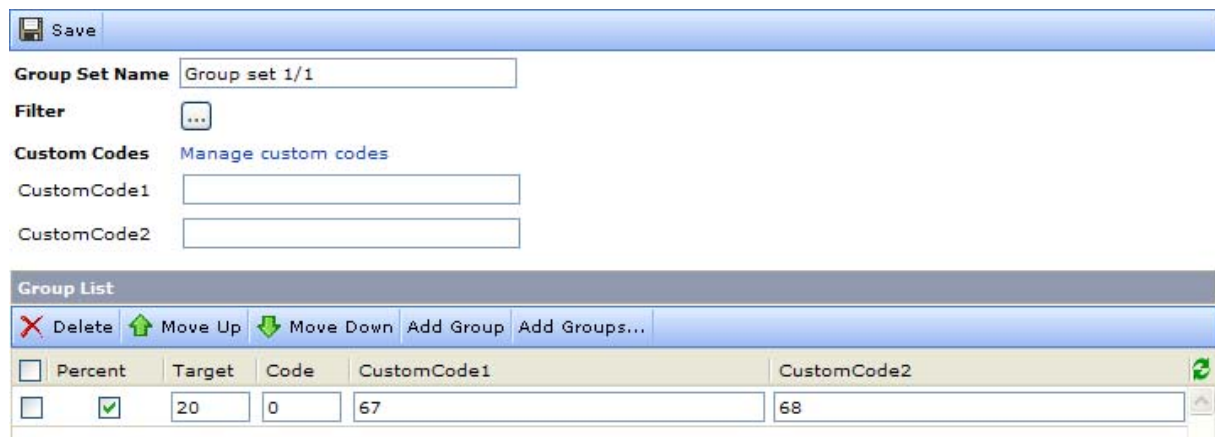 Save
Group Set Name Group set 1/1
Filter ...
Custom Codes Manage custom codes
CustomCode1
CustomCode2
Group List
Delete Move Up Move Down Add Group Add Groups...
Percent Target Code CustomCode1 CustomCode2
20 0 67 68